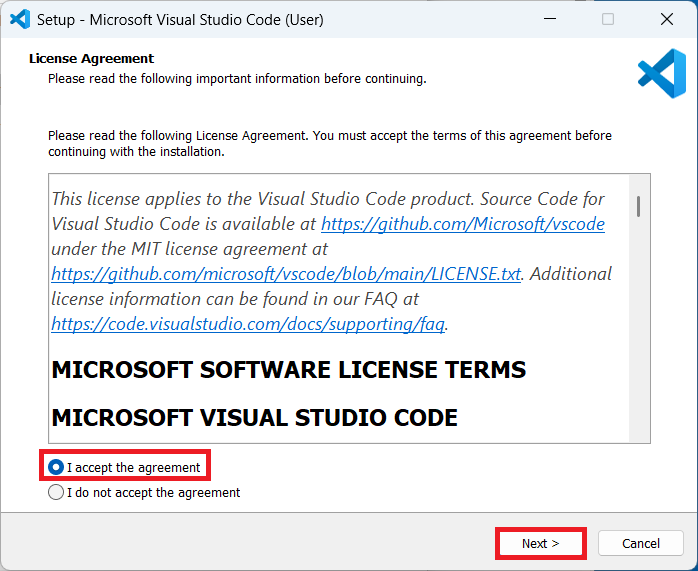 Setup - Microsoft Visual Studio Code (User)
License Agreement
Please read the following important information before continuing.
Please read the following License Agreement. You must accept the terms of this agreement before
continuing with the installation.
This license applies to the Visual Studio Code product. Source Code for
Visual Studio Code is available at https://github.com/Microsoft/vscode
under the MIT license agreement at
https://github.com/microsoft/vscode/blob/main/LICENSE.txt. Additional
license information can be found in our FAQ at
https://code.visualstudio.com/docs/supporting/faq.
MICROSOFT SOFTWARE LICENSE TERMS
MICROSOFT VISUAL STUDIO CODE
I accept the agreement
I do not accept the agreement
Next >
Cancel